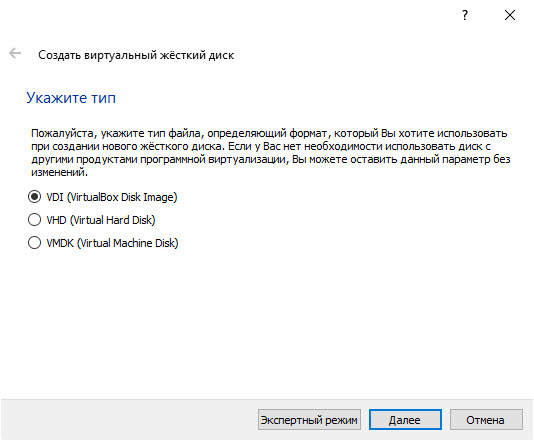 ?
Создать виртуальный жёсткий диск
Укажите тип
Пожалуйста, укажите тип файла, определяющий формат, который Вы хотите использовать
при создании нового жёсткого диска. Если у Вас нет необходимости использовать диск с
другими продуктами программной виртуализации, Вы можете оставить данный параметр без
изменений.
VDI (VirtualBox Disk Image)
VHD (Virtual Hard Disk)
VMDK (Virtual Machine Disk)
Экспертный режим Далее Отмена